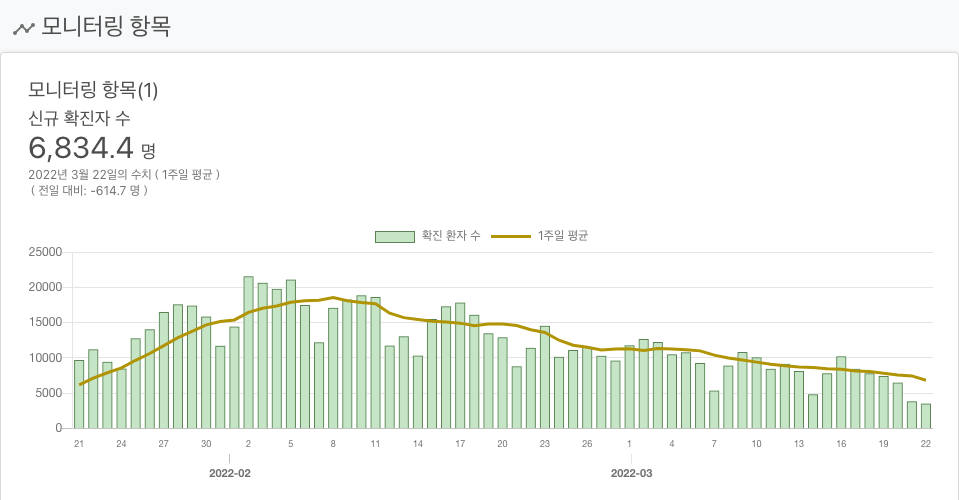 모니터링 항목
모니터링 항목(1)
신규 확진자 수
6,834.4 명
2022년 3월 22일의 수치 ( 1주일 평균 )
( 전일 대비: -614.7 명 )
확진 환자 수 1주일 평균
25000
20000
15000
10000
5000
0
21 24 27 30 2 5 8 11 14 17 20 23 26 1 4 7 10 13 16 19 22
2022-02 2022-03